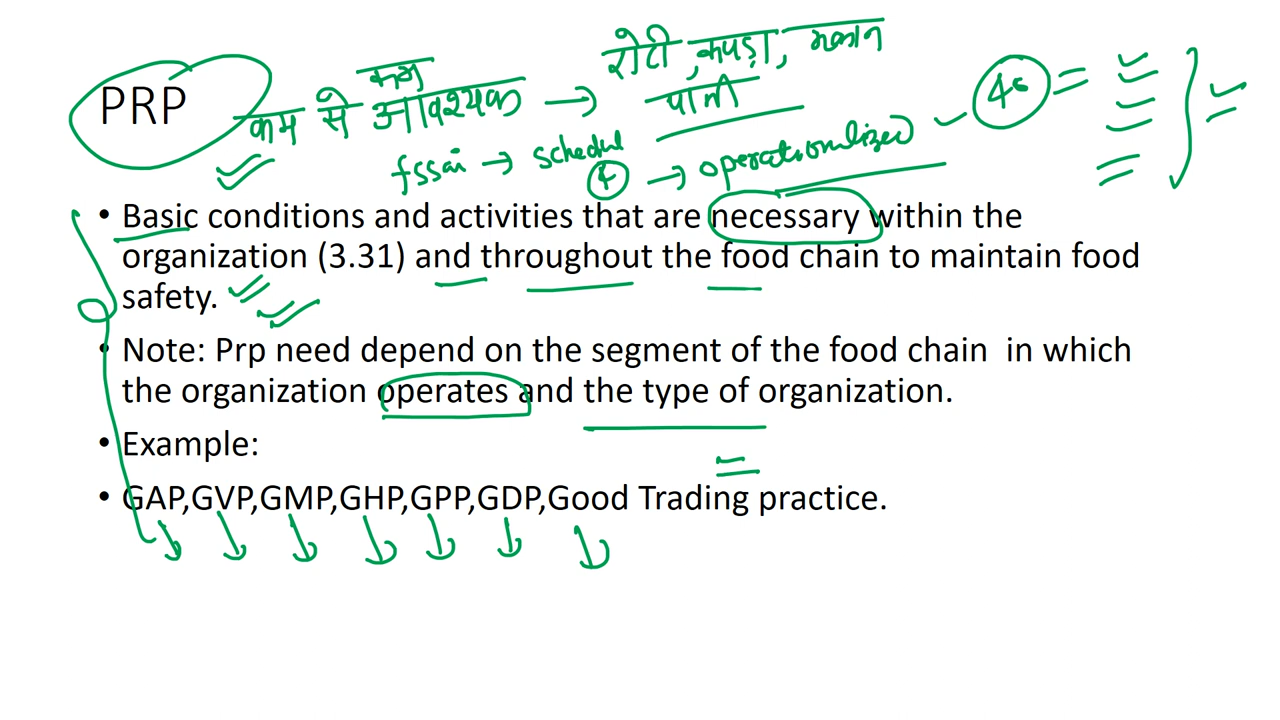 रोटी, कपड़ा, मकान
पानी
कम
PRP
कम से आवश्यक →
fssai → schedul
4 → operationalized
• Basic conditions and activities that are necessary within the
organization (3.31) and throughout the food chain to maintain food
safety.
• Note: Prp need depend on the segment of the food chain in which
the organization operates and the type of organization.
• Example:
• GAP,GVP,GMP,GHP,GPP,GDP,Good Trading practice.